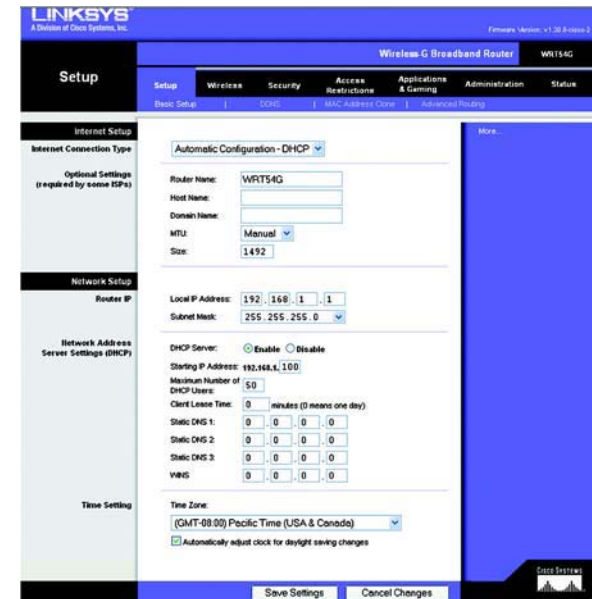 LINKSYS®
A Division of Cisco Systems, Inc.
Wireless-G Broadband Router WRT54G
Setup
Setup Wireless Security Access Restrictions Applications & Gaming Administration Status
Basic Setup | DDNS | MAC Address Clone | Advanced Routing
Internet Setup
More...
Internet Connection Type Automatic Configuration - DHCP
Optional Settings
(required by some ISPs)
Router Name: WRT54G
Host Name:
Domain Name:
MTU: Manual
Size: 1492
Network Setup
Router IP
Local IP Address: 192 . 168 . 1 . 1
Subnet Mask: 255.255.255.0
Network Address
Server Settings (DHCP)
DHCP Server: Enable Disable
Starting IP Address: 192.168.1. 100
Maximum Number of
DHCP Users: 50
Client Lease Time: 0 minutes (0 means one day)
Static DNS 1: 0 . 0 . 0 . 0
Static DNS 2: 0 . 0 . 0 . 0
Static DNS 3: 0 . 0 . 0 . 0
WINS 0 . 0 . 0 . 0
Time Setting
Time Zone:
(GMT-08:00) Pacific Time (USA & Canada)
Automatically adjust clock for daylight saving changes
Save Settings Cancel Changes
Cisco Systems